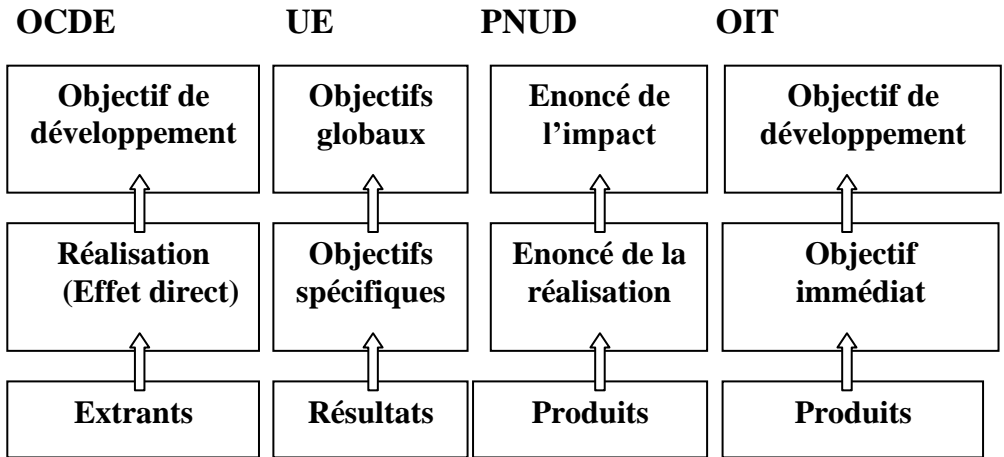 OCDE UE PNUD OIT
Objectif de
développement
Objectifs
globaux
Enoncé de
l’impact
Objectif de
développement
Réalisation
(Effet direct)
Objectifs
spécifiques
Enoncé de la
réalisation
Objectif
immédiat
Extrants
Résultats
Produits
Produits